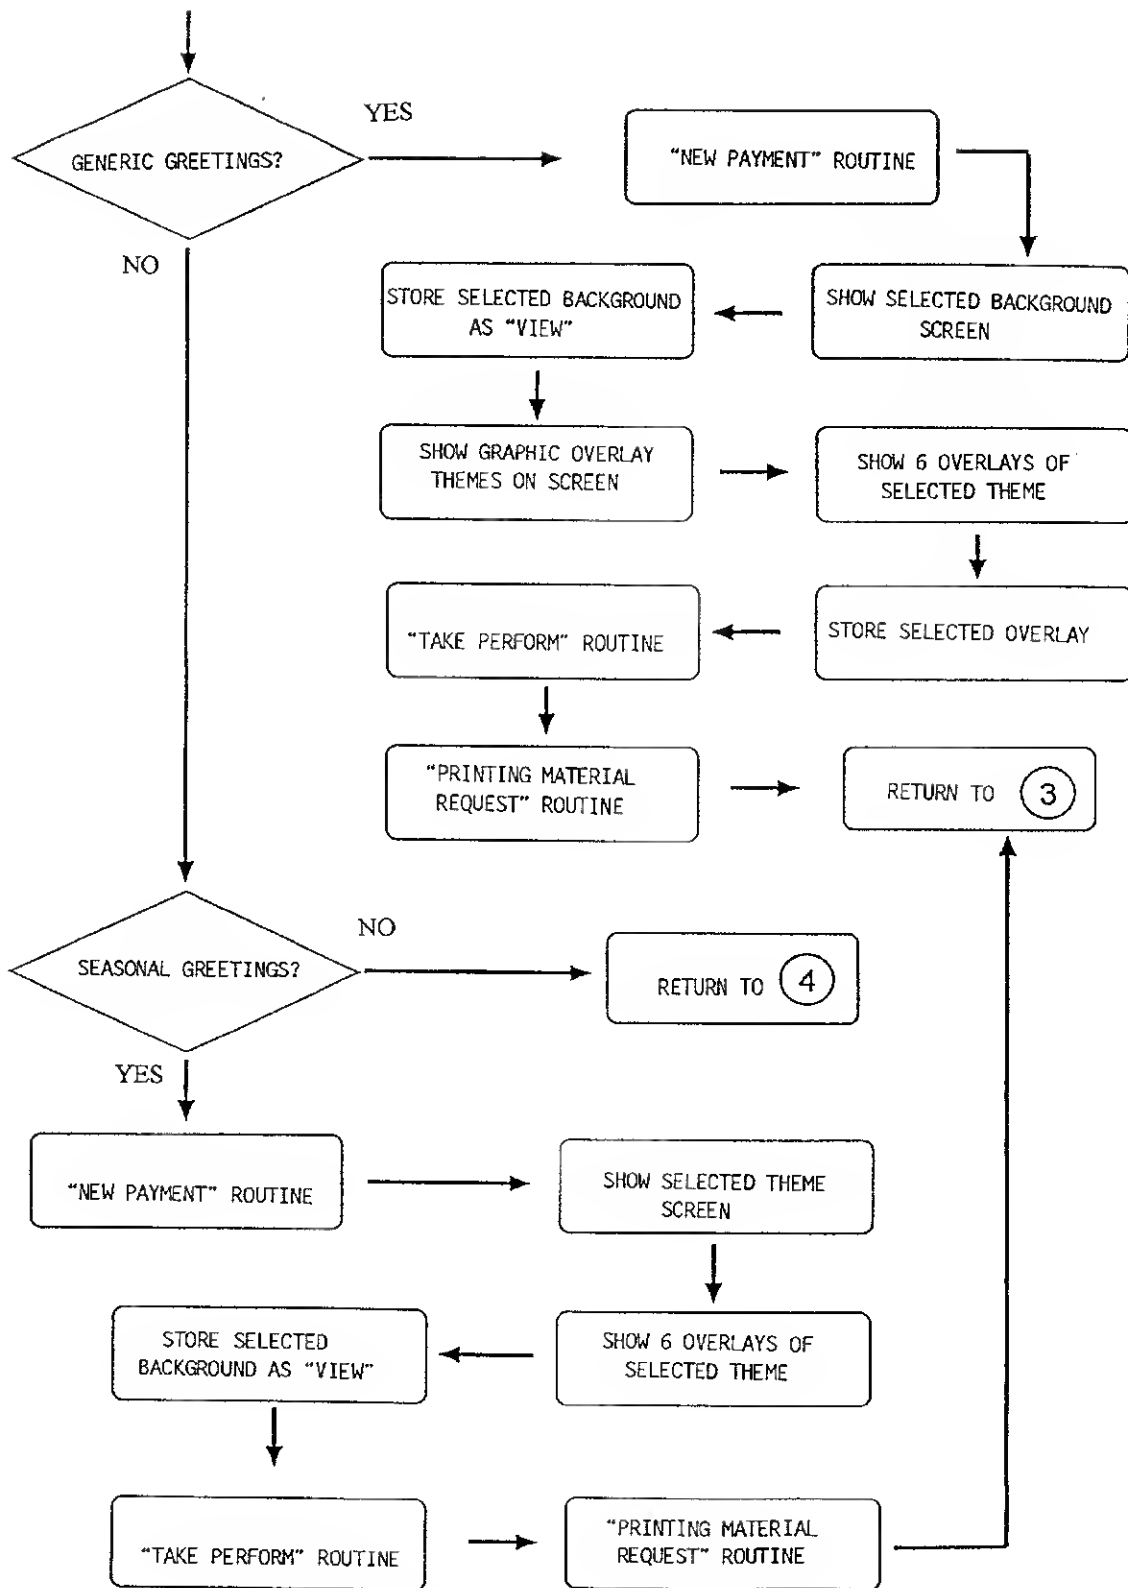 YES
GENERIC GREETINGS?
“NEW PAYMENT” ROUTINE
NO
STORE SELECTED BACKGROUND
AS “VIEW”
SHOW SELECTED BACKGROUND
SCREEN
SHOW GRAPHIC OVERLAY
THEMES ON SCREEN
SHOW 6 OVERLAYS OF
SELECTED THEME
“TAKE PERFORM” ROUTINE
STORE SELECTED OVERLAY
“PRINTING MATERIAL
REQUEST” ROUTINE
RETURN TO 3
NO
SEASONAL GREETINGS?
RETURN TO 4
YES
“NEW PAYMENT” ROUTINE
SHOW SELECTED THEME
SCREEN
STORE SELECTED
BACKGROUND AS “VIEW”
SHOW 6 OVERLAYS OF
SELECTED THEME
“TAKE PERFORM” ROUTINE
“PRINTING MATERIAL
REQUEST” ROUTINE